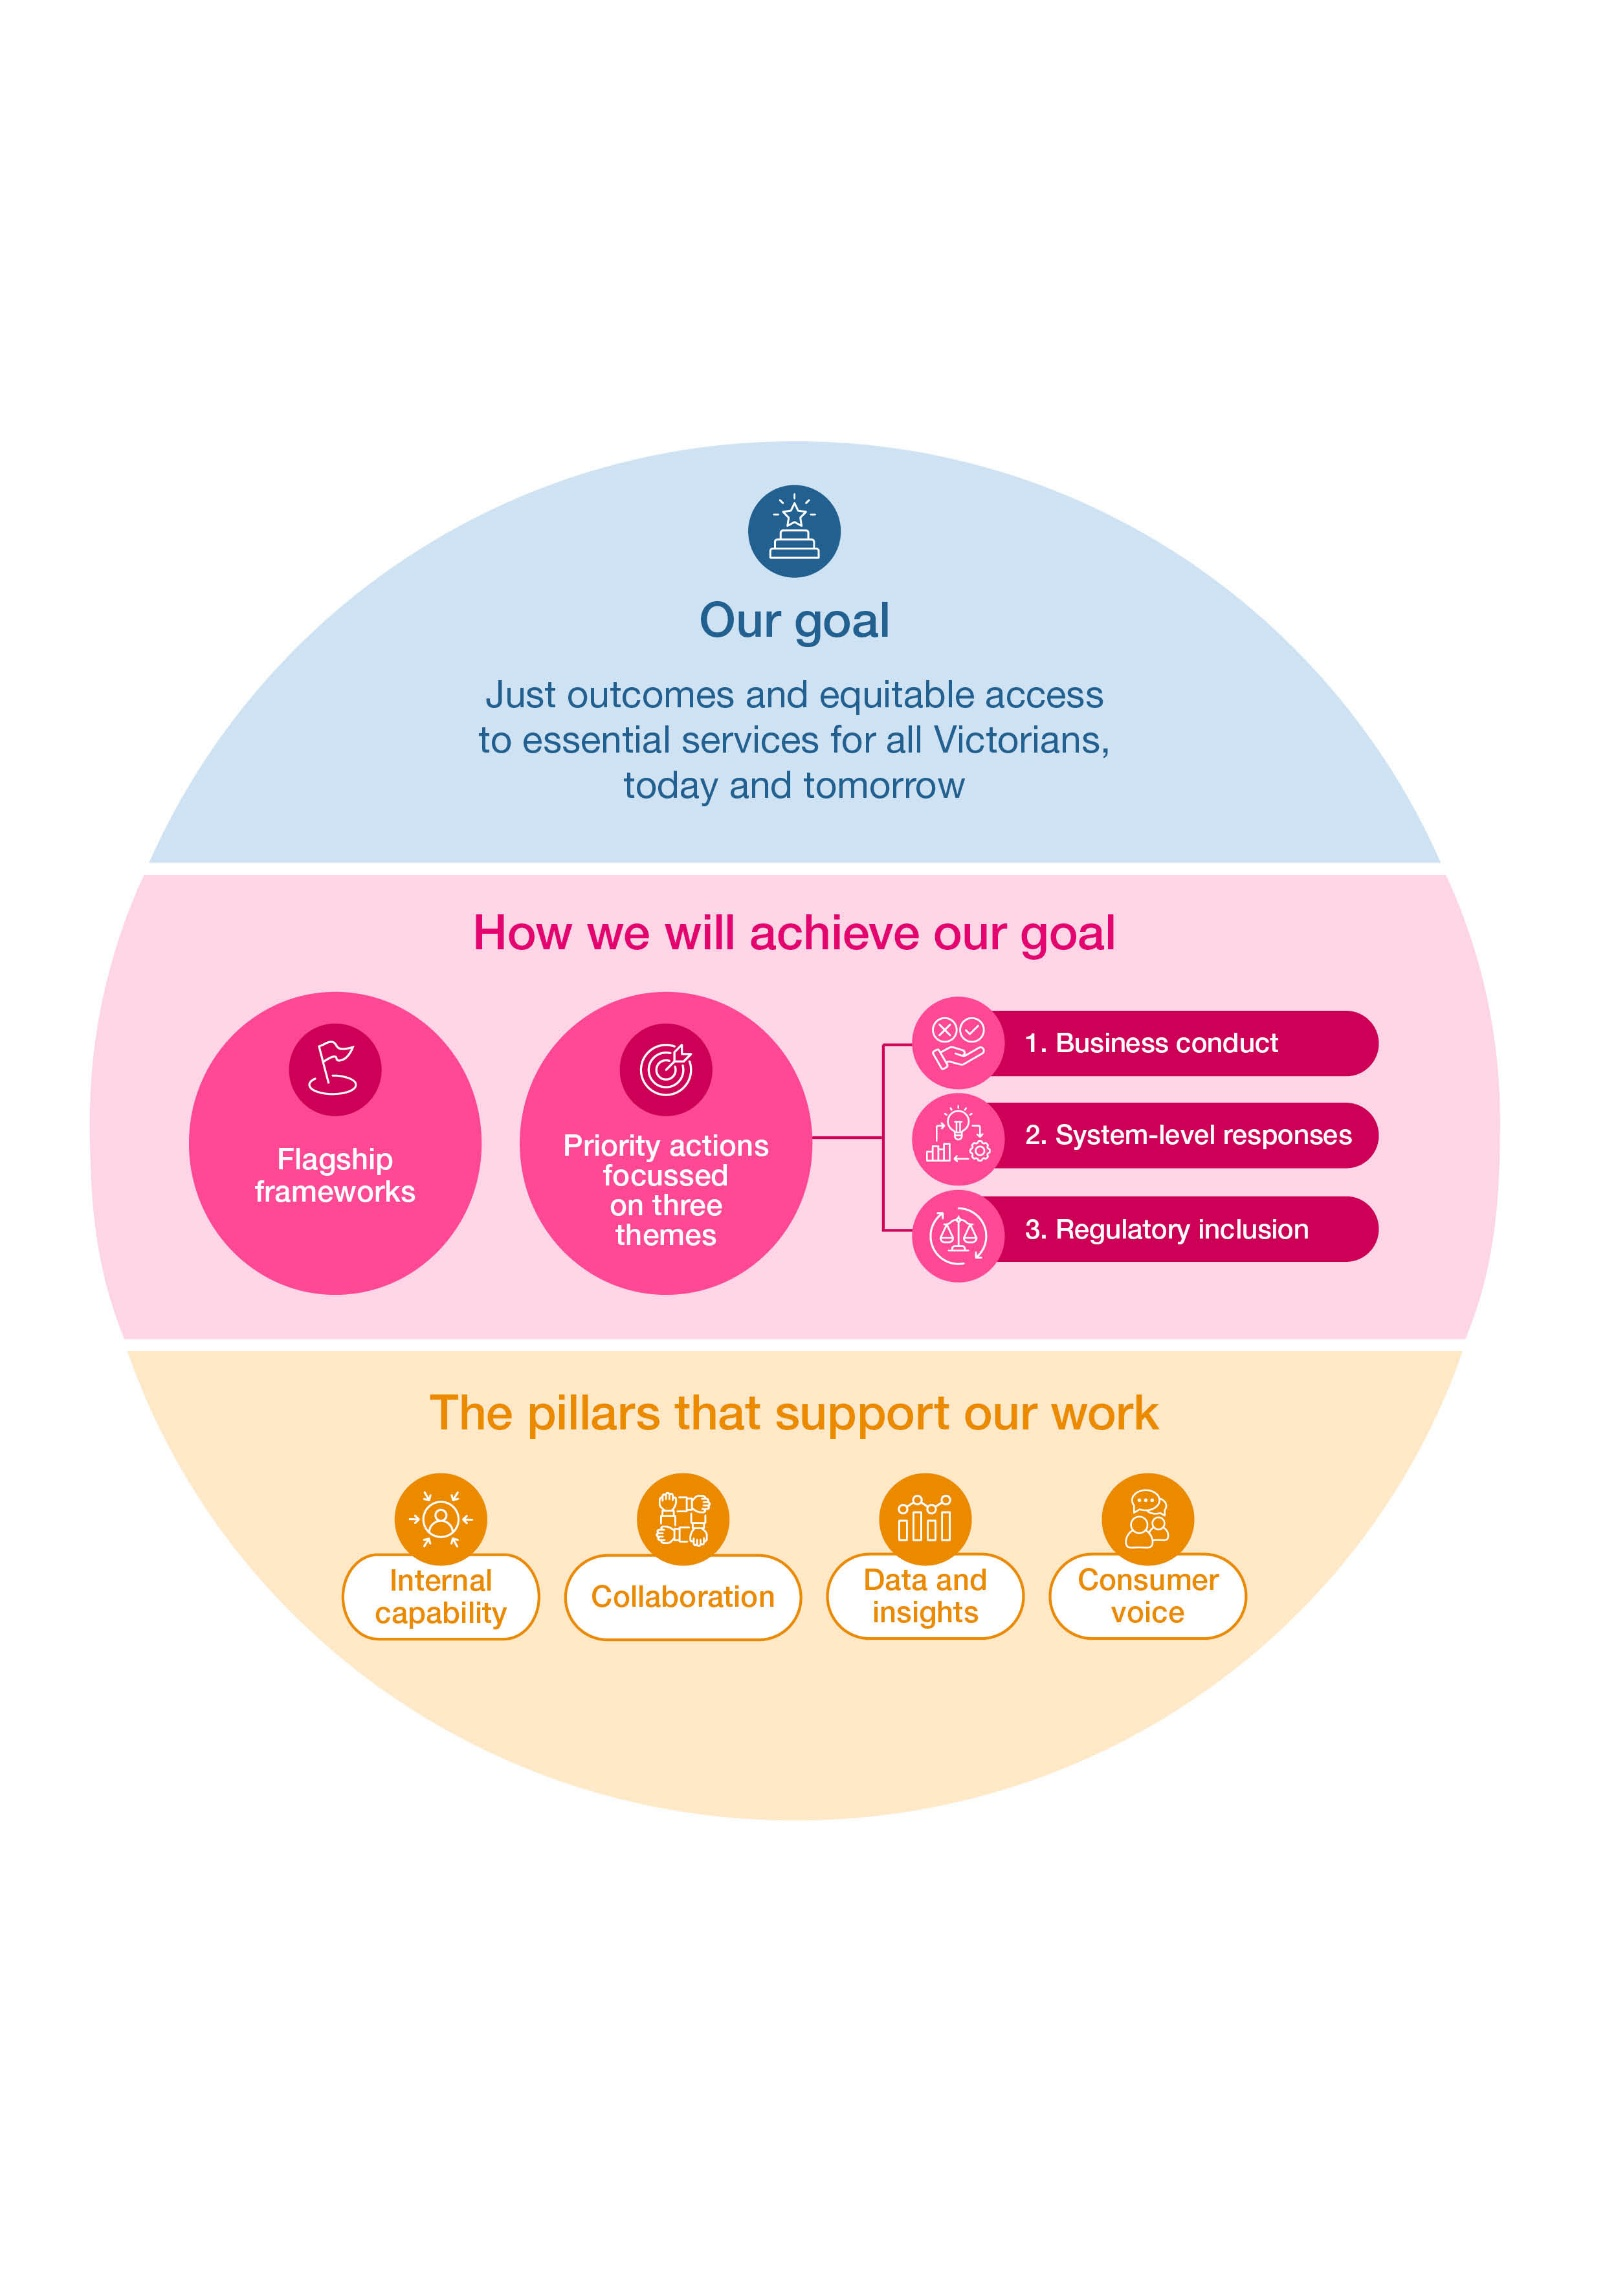 Our goal
Just outcomes and equitable access
to essential services for all Victorians,
today and tomorrow
How we will achieve our goal
Flagship
frameworks
Priority actions
focussed
on three
themes
1. Business conduct
2. System-level responses
3. Regulatory inclusion
The pillars that support our work
Internal
capability
Collaboration
Data and
insights
Consumer
voice